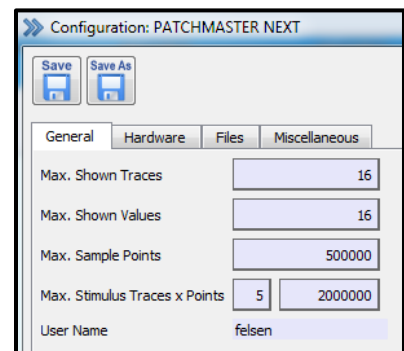 Configuration: PATCHMASTER NEXT
Save Save As
General Hardware Files Miscellaneous
Max. Shown Traces 16
Max. Shown Values 16
Max. Sample Points 500000
Max. Stimulus Traces x Points 5 2000000
User Name felsen